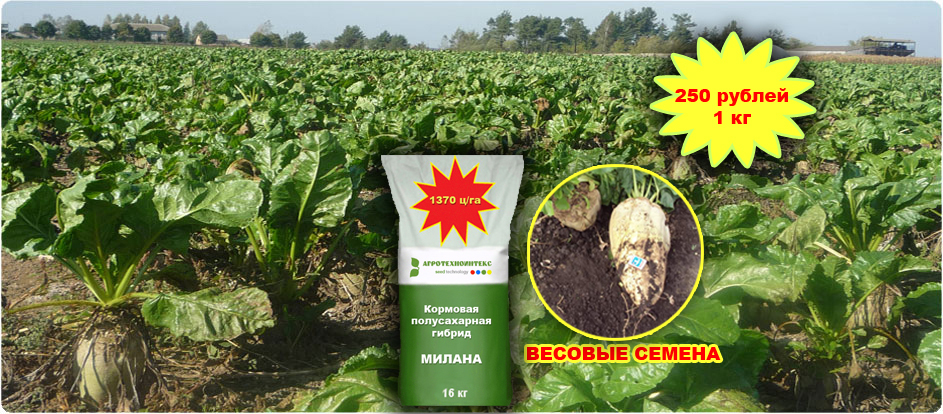 250 рублей
1 кг
1370 ц/га
АГРОТЕХНОИНТЕКС
seed technology
Кормовая
полусахарная
гибрид
МИЛАНА
16 кг
ВЕСОВЫЕ СЕМЕНА